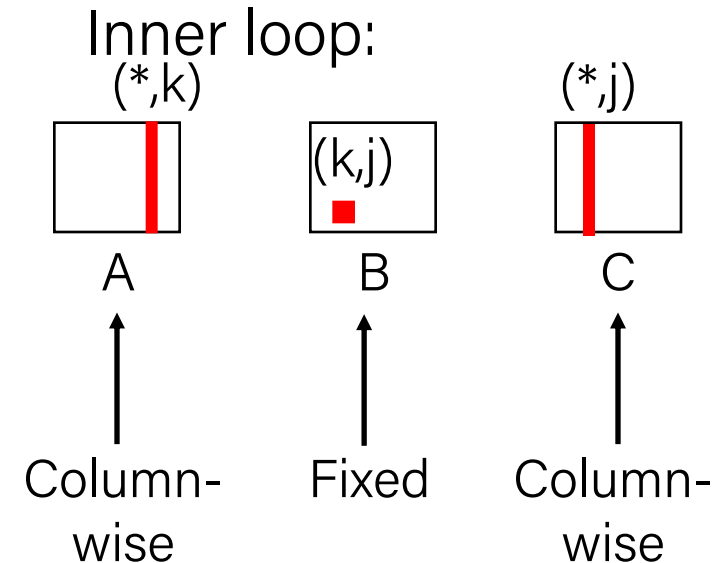 Inner loop:
(*,k)
(*,j)
(k,j)
A
B
C
Column-
wise
Fixed
Column-
wise